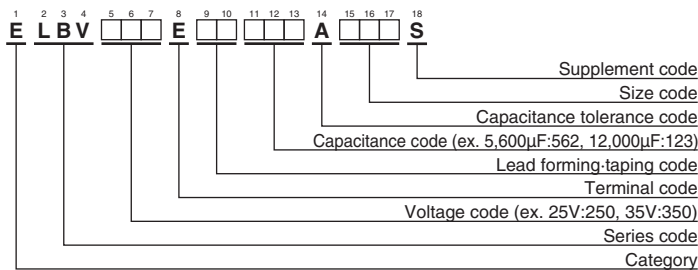 1 2 3 4 5 6 7 8 9 10 11 12 13 14 15 16 17 18
E L B V E A S
Supplement code
Size code
Capacitance tolerance code
Capacitance code (ex. 5,600µF:562, 12,000µF:123)
Lead forming·taping code
Terminal code
Voltage code (ex. 25V:250, 35V:350)
Series code
Category